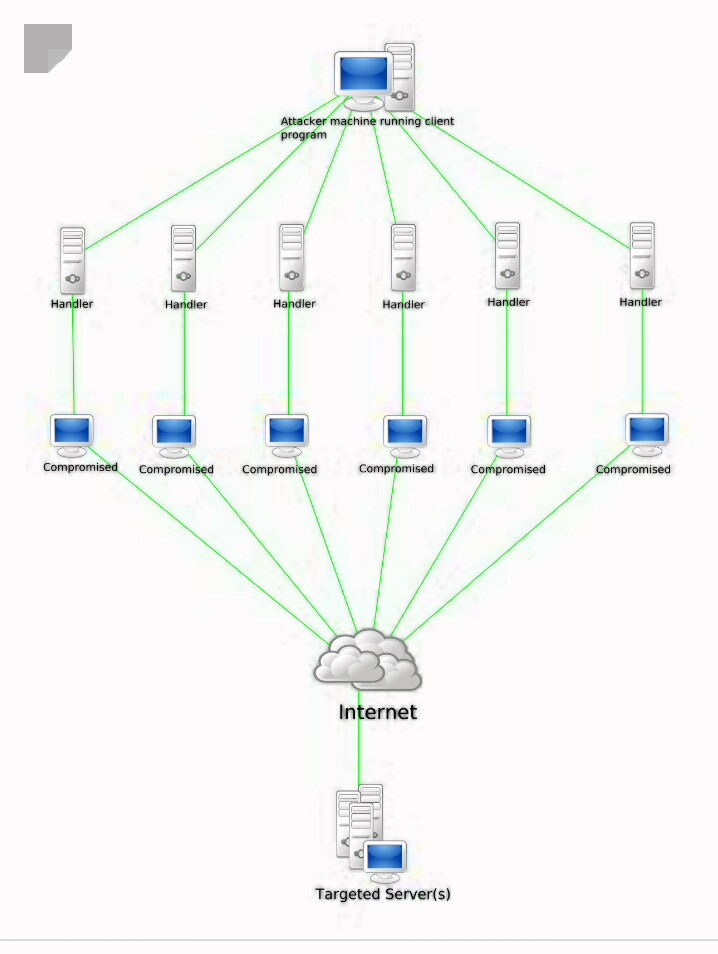 Attacker machine running client
program
Handler
Handler
Handler
Handler
Handler
Handler
Compromised
Compromised
Compromised
Compromised
Compromised
Compromised
Internet
Targeted Server(s)